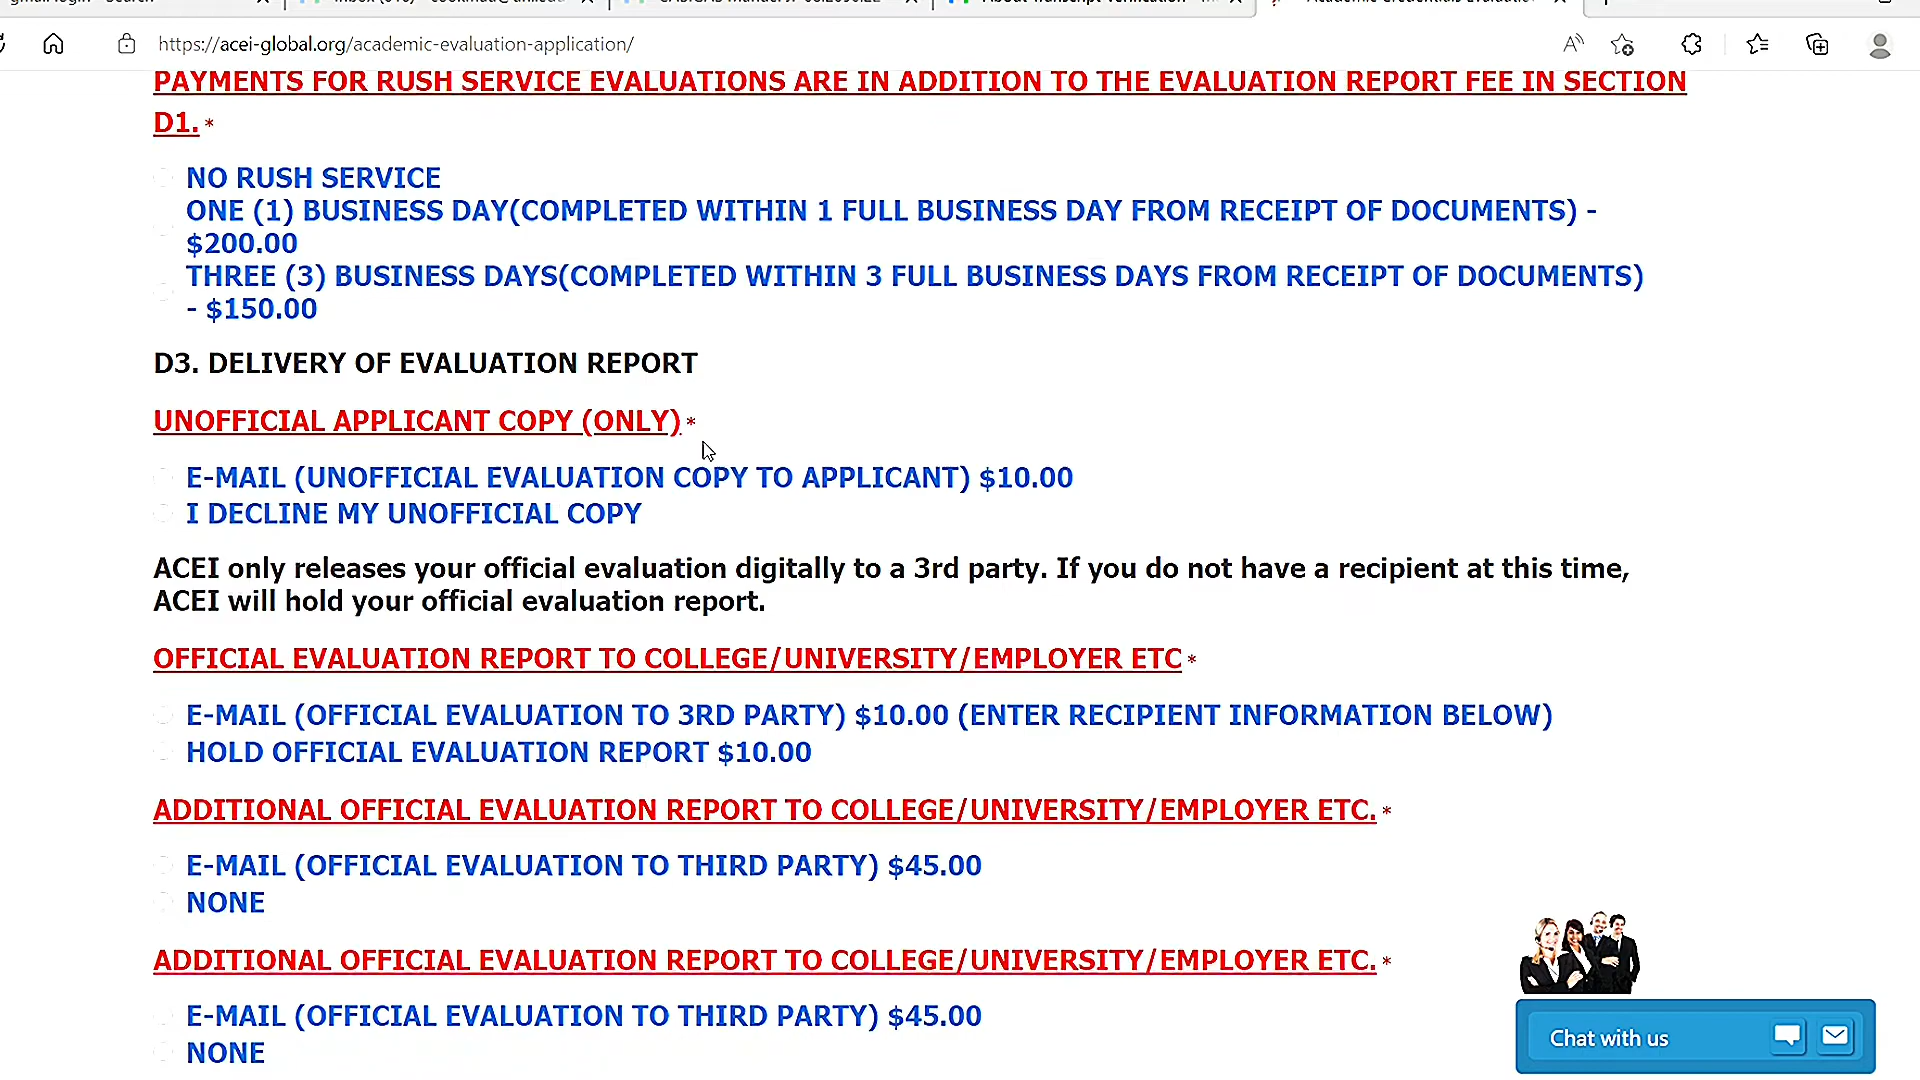 https://acei-global.org/academic-evaluation-application/
PAYMENTS FOR RUSH SERVICE EVALUATIONS ARE IN ADDITION TO THE EVALUATION REPORT FEE IN SECTION
D1. *
NO RUSH SERVICE
ONE (1) BUSINESS DAY(COMPLETED WITHIN 1 FULL BUSINESS DAY FROM RECEIPT OF DOCUMENTS) -
$200.00
THREE (3) BUSINESS DAYS(COMPLETED WITHIN 3 FULL BUSINESS DAYS FROM RECEIPT OF DOCUMENTS)
- $150.00
D3. DELIVERY OF EVALUATION REPORT
UNOFFICIAL APPLICANT COPY (ONLY) *
E-MAIL (UNOFFICIAL EVALUATION COPY TO APPLICANT) $10.00
I DECLINE MY UNOFFICIAL COPY
ACEI only releases your official evaluation digitally to a 3rd party. If you do not have a recipient at this time,
ACEI will hold your official evaluation report.
OFFICIAL EVALUATION REPORT TO COLLEGE/UNIVERSITY/EMPLOYER ETC *
E-MAIL (OFFICIAL EVALUATION TO 3RD PARTY) $10.00 (ENTER RECIPIENT INFORMATION BELOW)
HOLD OFFICIAL EVALUATION REPORT $10.00
ADDITIONAL OFFICIAL EVALUATION REPORT TO COLLEGE/UNIVERSITY/EMPLOYER ETC. *
E-MAIL (OFFICIAL EVALUATION TO THIRD PARTY) $45.00
NONE
ADDITIONAL OFFICIAL EVALUATION REPORT TO COLLEGE/UNIVERSITY/EMPLOYER ETC. *
E-MAIL (OFFICIAL EVALUATION TO THIRD PARTY) $45.00
NONE
Chat with us